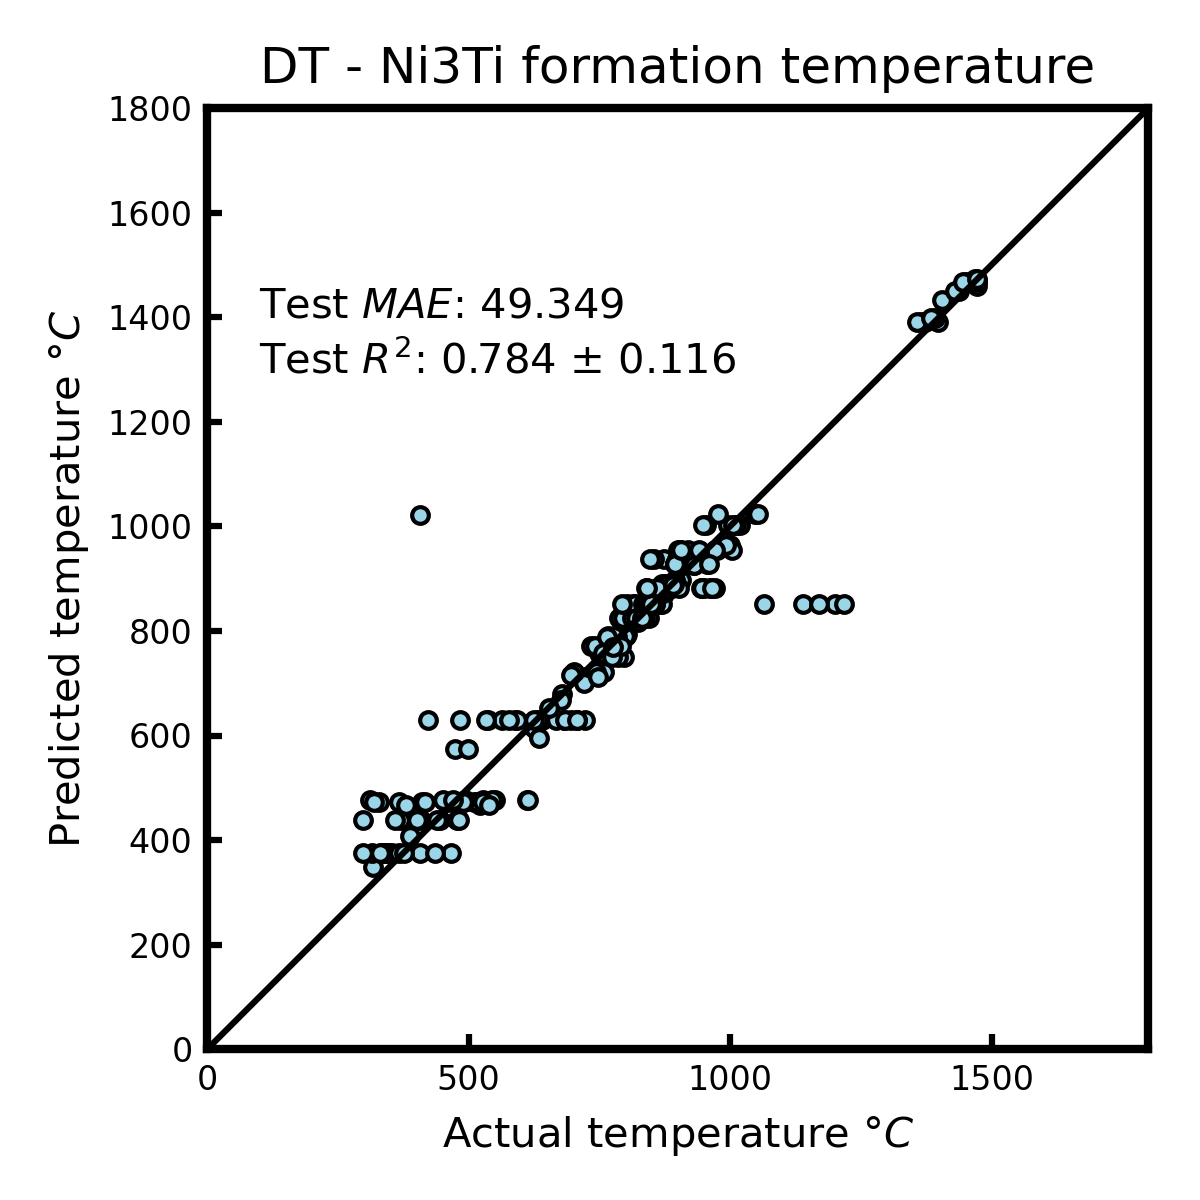 DT - Ni3Ti formation temperature
1800
1600
1400
1200
1000
800
600
400
200
0
Predicted temperature °C
Test MAE: 49.349
Test R²: 0.784 ± 0.116
0 500 1000 1500
Actual temperature °C